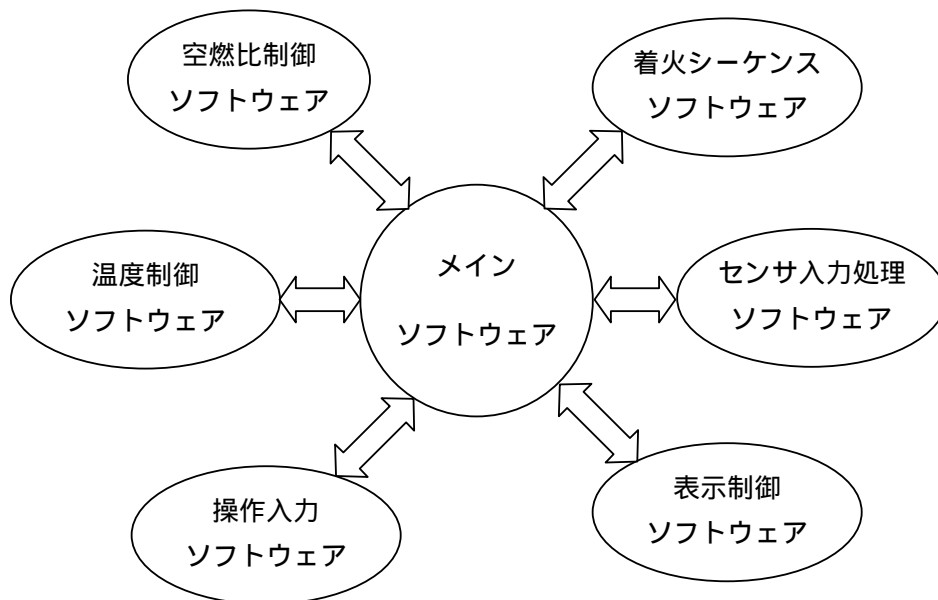 空燃比制御
ソフトウェア
着火シーケンス
ソフトウェア
メイン
ソフトウェア
温度制御
ソフトウェア
センサ入力処理
ソフトウェア
操作入力
ソフトウェア
表示制御
ソフトウェア